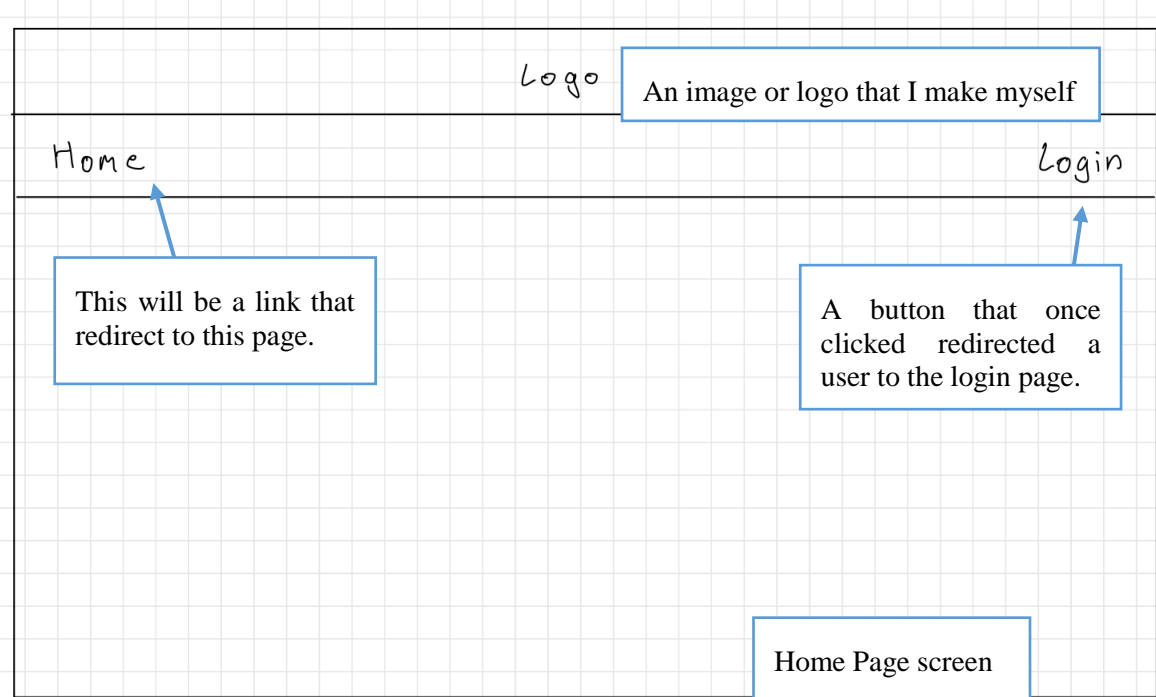 Logo
An image or logo that I make myself
Home
Login
This will be a link that
redirect to this page.
A button that once
clicked redirected a
user to the login page.
Home Page screen